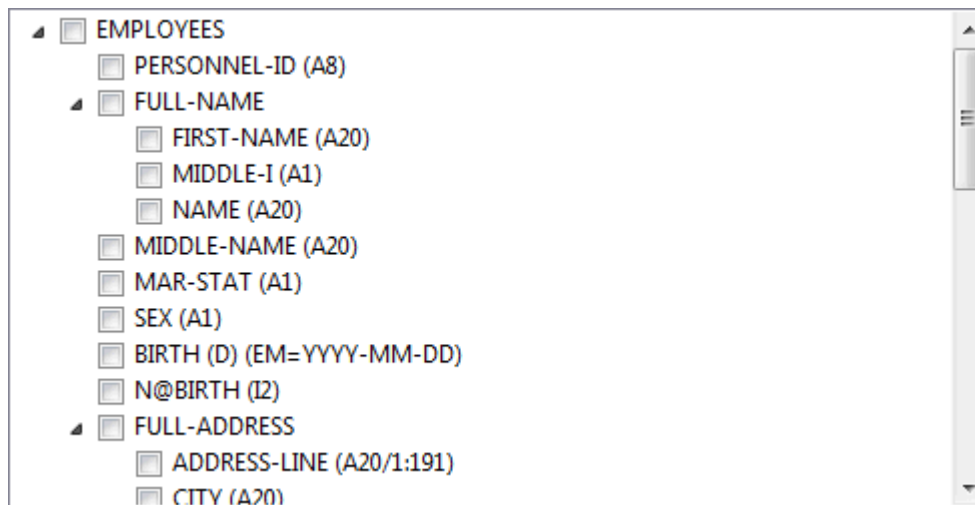 EMPLOYEES
PERSONNEL-ID (A8)
FULL-NAME
FIRST-NAME (A20)
MIDDLE-I (A1)
NAME (A20)
MIDDLE-NAME (A20)
MAR-STAT (A1)
SEX (A1)
BIRTH (D) (EM=YYYY-MM-DD)
N@BIRTH (I2)
FULL-ADDRESS
ADDRESS-LINE (A20/1:191)
CITY (A20)